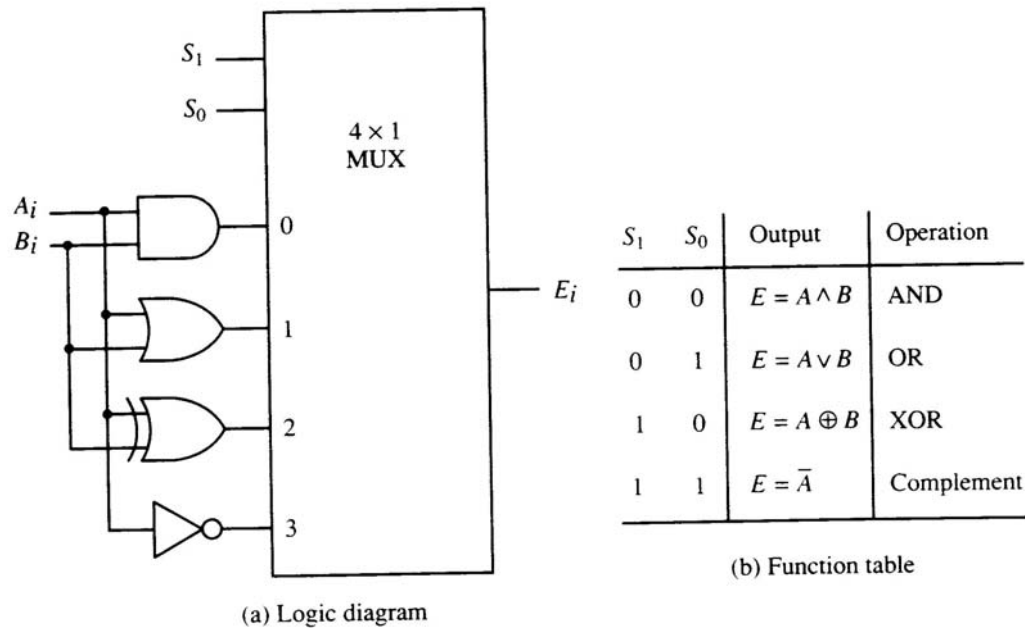 S₁
S₀
4 × 1
MUX
Aᵢ
Bᵢ
0
1
2
3
Eᵢ
(a) Logic diagram
S₁ S₀ Output Operation
0 0 E = A ∧ B AND
0 1 E = A ∨ B OR
1 0 E = A ⊕ B XOR
1 1 E = A̅ Complement
(b) Function table